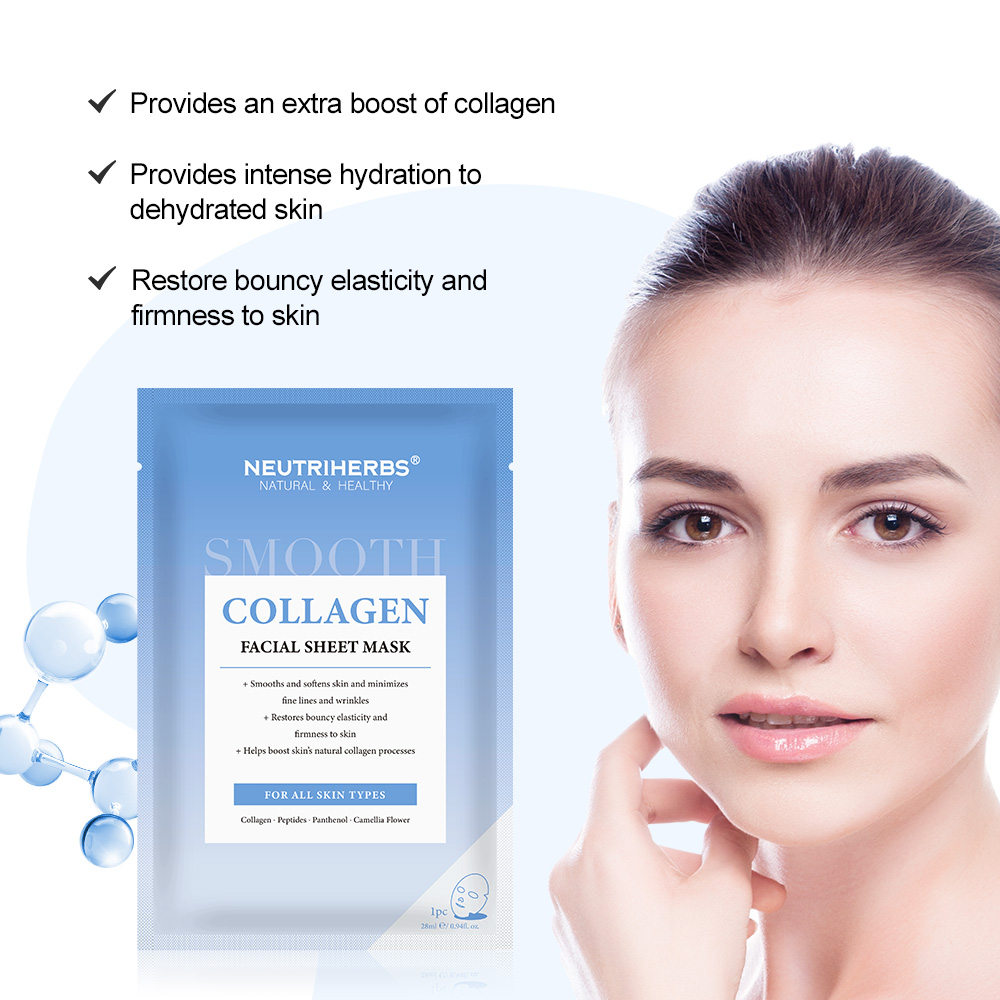 Provides an extra boost of collagen
Provides intense hydration to
dehydrated skin
Restore bouncy elasticity and
firmness to skin
NEUTRIHERBS®
NATURAL & HEALTHY
SMOOTH
COLLAGEN
FACIAL SHEET MASK
+ Smooths and softens skin and minimizes
fine lines and wrinkles
+ Restores bouncy elasticity and
firmness to skin
+ Helps boost skin's natural collagen processes
FOR ALL SKIN TYPES
Collagen · Peptides · Panthenol · Camellia Flower
1pc
28ml ℮/ 0.94fl. oz.